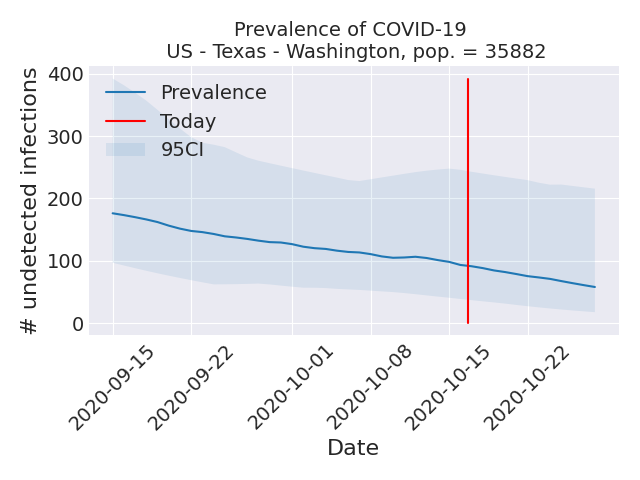 Prevalence of COVID-19
US - Texas - Washington, pop. = 35882
# undetected infections
400
300
200
100
0
Prevalence
Today
95CI
2020-09-15
2020-09-22
2020-10-01
2020-10-08
2020-10-15
2020-10-22
Date